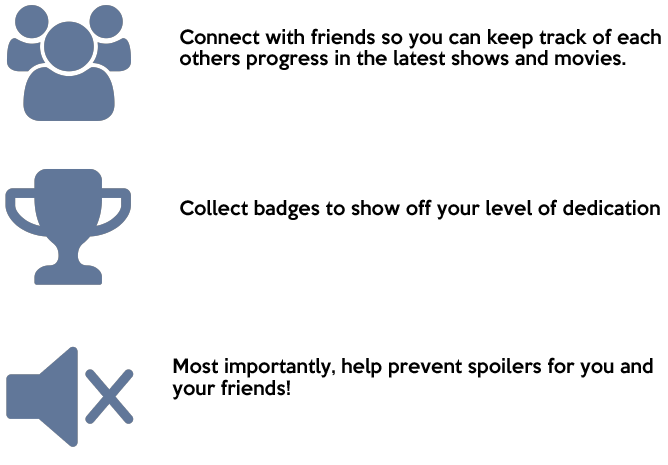 Connect with friends so you can keep track of each
others progress in the latest shows and movies.
Collect badges to show off your level of dedication
Most importantly, help prevent spoilers for you and
your friends!